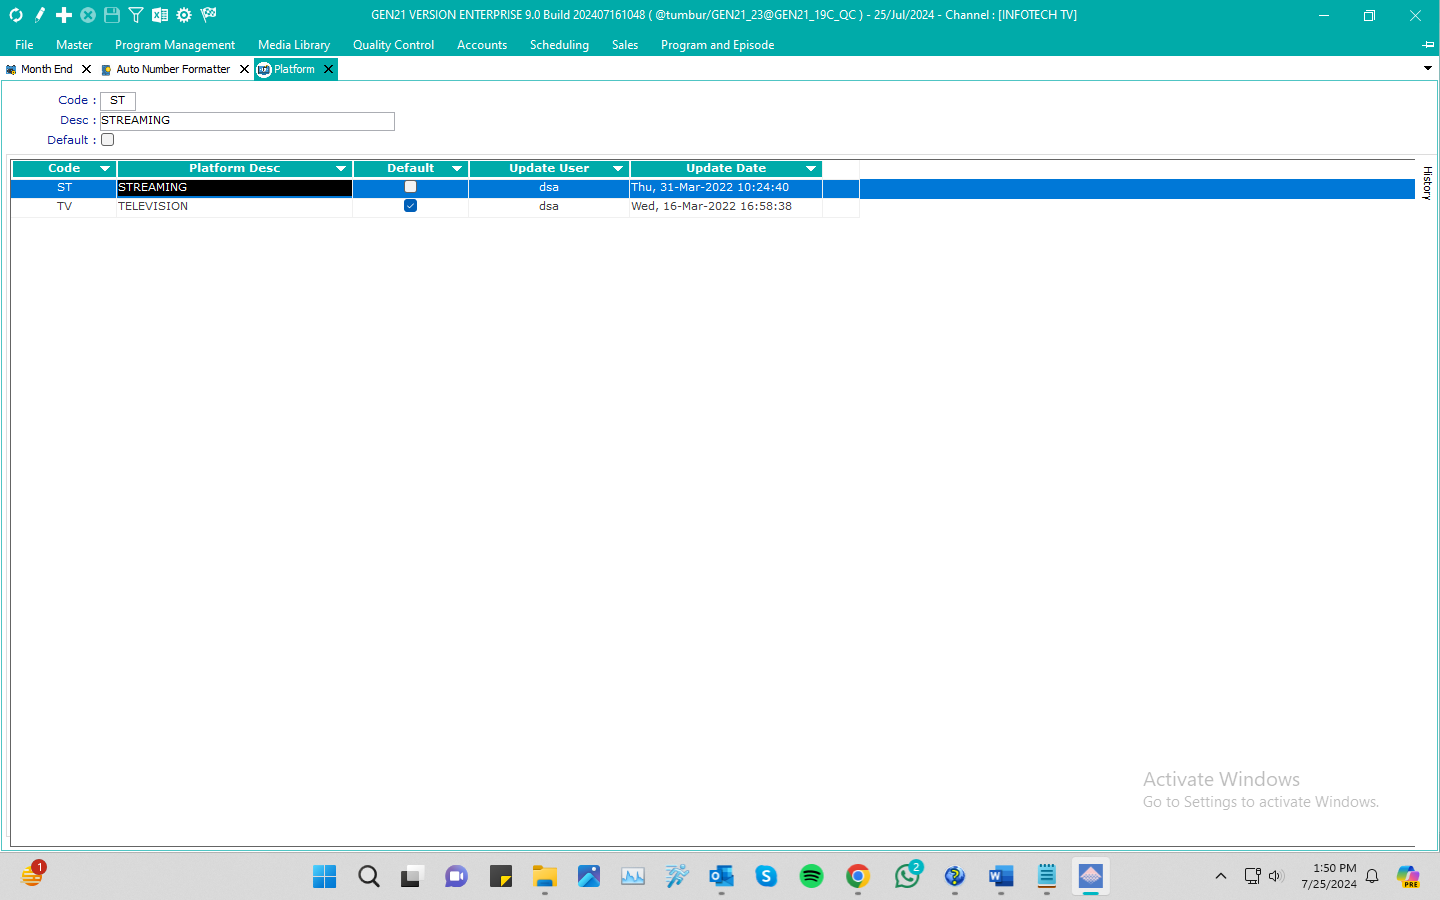 GEN21 VERSION ENTERPRISE 9.0 Build 202407161048 ( @tumbur/GEN21_23@GEN21_19C_QC ) - 25/Jul/2024 - Channel : [INFOTECH TV]
File Master Program Management Media Library Quality Control Accounts Scheduling Sales Program and Episode
Month End Auto Number Formatter Platform
Code : ST
Desc : STREAMING
Default :
Code Platform Desc Default Update User Update Date
ST STREAMING dsa Thu, 31-Mar-2022 10:24:40
TV TELEVISION dsa Wed, 16-Mar-2022 16:58:38
History
Activate Windows
Go to Settings to activate Windows.
1
2
1:50 PM
7/25/2024
PRE